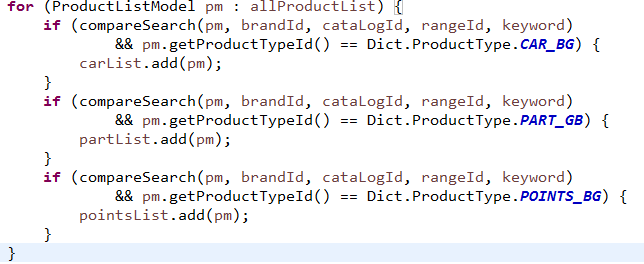 for (ProductListModel pm : allProductList) {
if (compareSearch(pm, brandId, cataLogId, rangeId, keyword)
&& pm.getProductTypeId() == Dict.ProductType.CAR_BG) {
carList.add(pm);
}
if (compareSearch(pm, brandId, cataLogId, rangeId, keyword)
&& pm.getProductTypeId() == Dict.ProductType.PART_GB) {
partList.add(pm);
}
if (compareSearch(pm, brandId, cataLogId, rangeId, keyword)
&& pm.getProductTypeId() == Dict.ProductType.POINTS_BG) {
pointsList.add(pm);
}
}